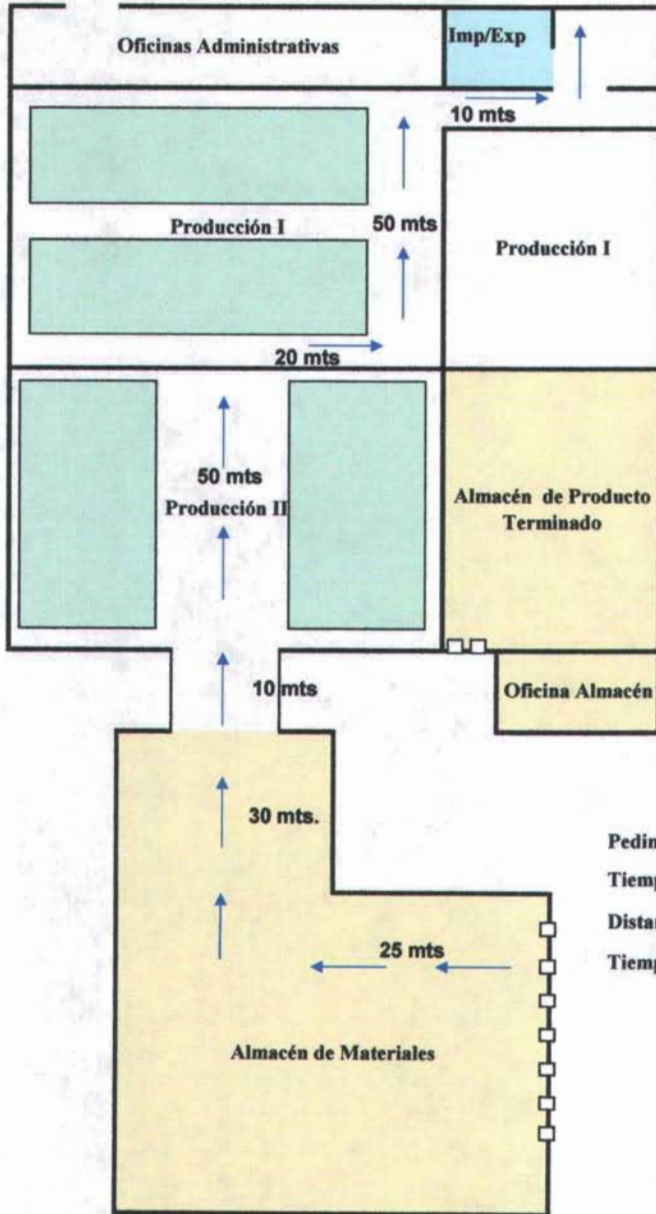 Oficinas Administrativas
Imp/Exp
10 mts
Producción I
50 mts
Producción I
20 mts
50 mts
Producción II
Almacén de Producto
Terminado
10 mts
Oficina Almacén
30 mts.
25 mts
Almacén de Materiales